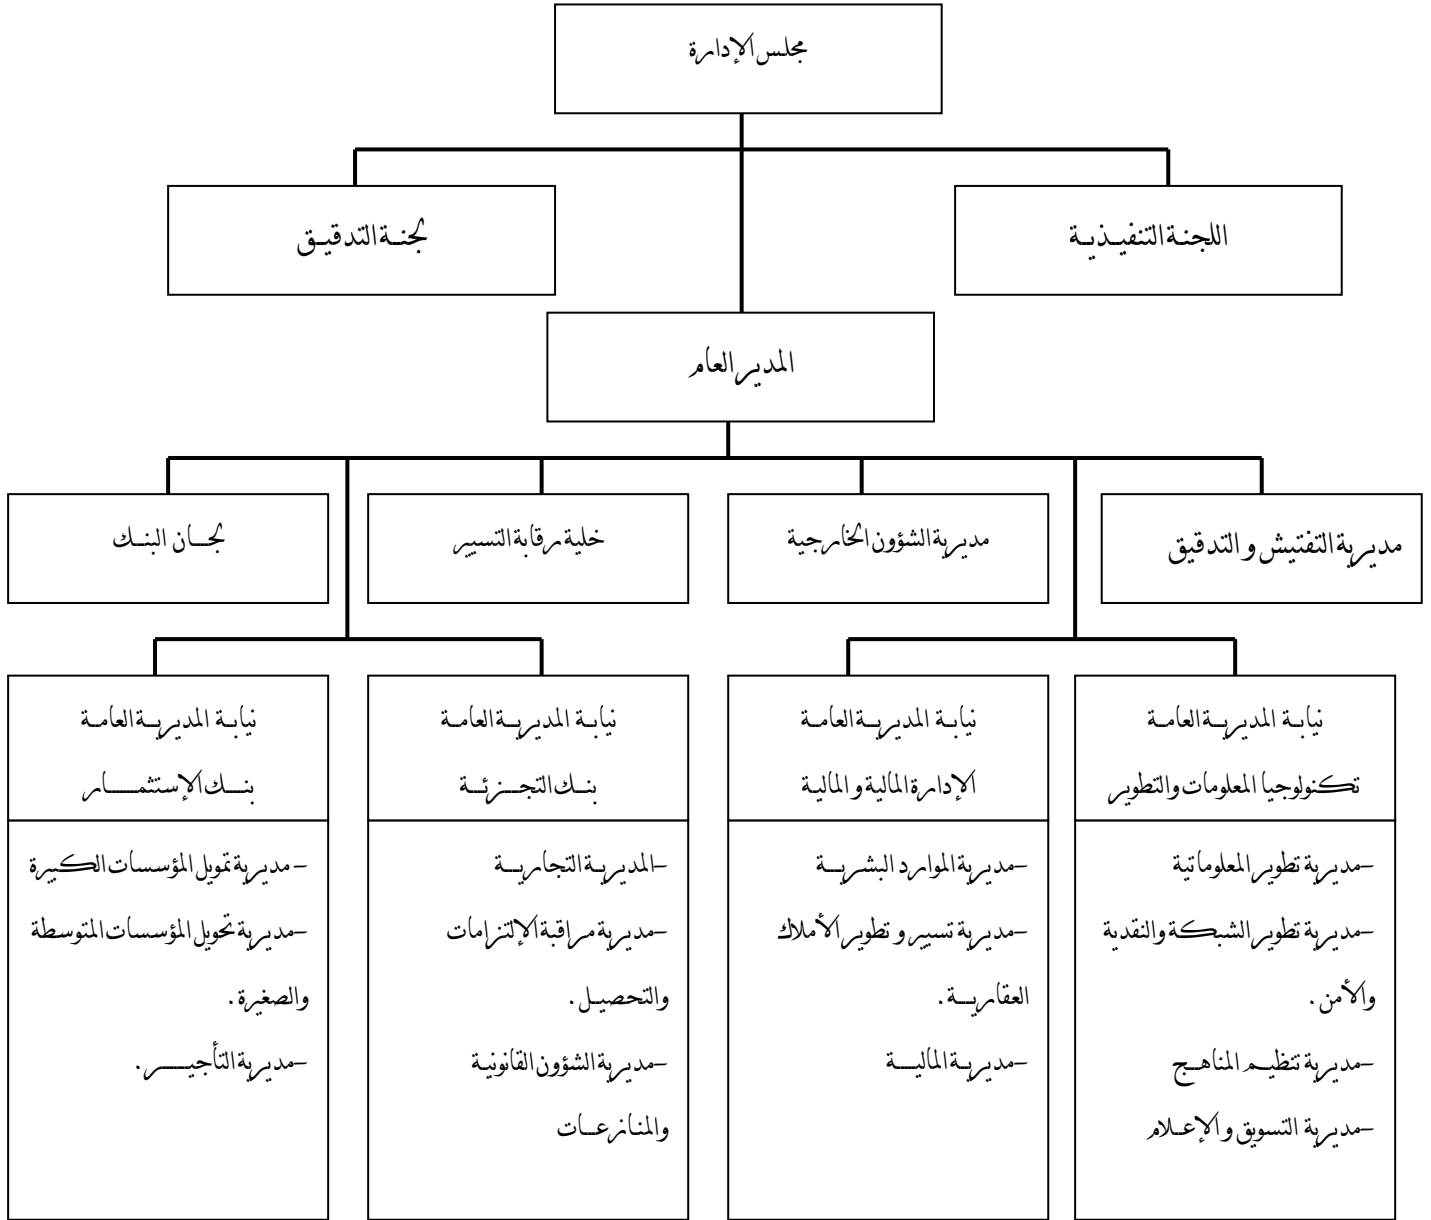 مجلس الإدارة
اللجنة التنفيذية
لجنة التدقيق
المدير العام
مديرية التفتيش و التدقيق
مديرية الشؤون الخارجية
خلية رقابة التسيير
لجان البنك
نيابة المديرية العامة
تكنولوجيا المعلومات والتطوير
-مديرية تطوير المعلوماتية
-مديرية تطوير الشبكة والنقدية
والأمن.
-مديرية تنظيم المناهج
-مديرية التسويق و الإعلام
نيابة المديرية العامة
الإدارة المالية و المالية
-مديرية الموارد البشرية
-مديرية تسيير و تطوير الأملاك
العقارية.
-مديرية المالية
نيابة المديرية العامة
بنك التجزئة
-المديرية التجارية
-مديرية مراقبة الإلتزامات
والتحصيل.
-مديرية الشؤون القانونية
والمنازعات
نيابة المديرية العامة
بنك الإستثمار
- مديرية تمويل المؤسسات الكبيرة
-مديرية تحويل المؤسسات المتوسطة
والصغيرة.
-مديرية التأجير.